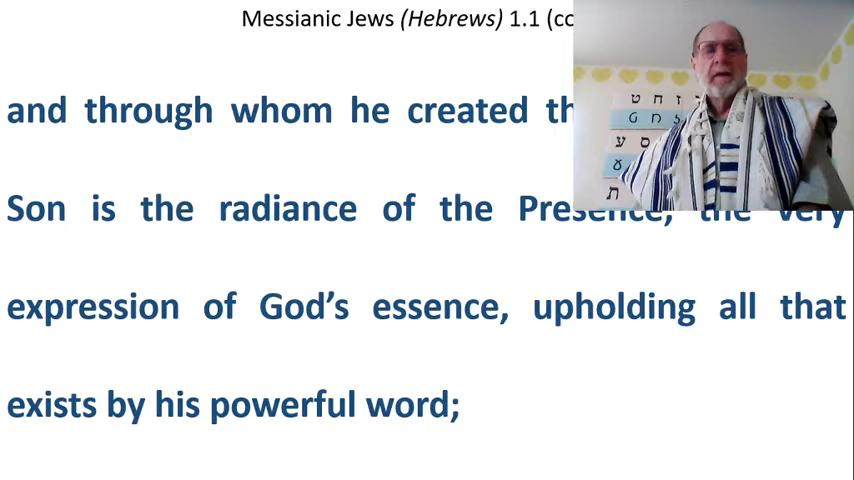 Messianic Jews (Hebrews) 1.1 (cc
and through whom he created th
Son is the radiance of the Presence, the very
expression of God's essence, upholding all that
exists by his powerful word;
ט ח ז
ס
ע
ת